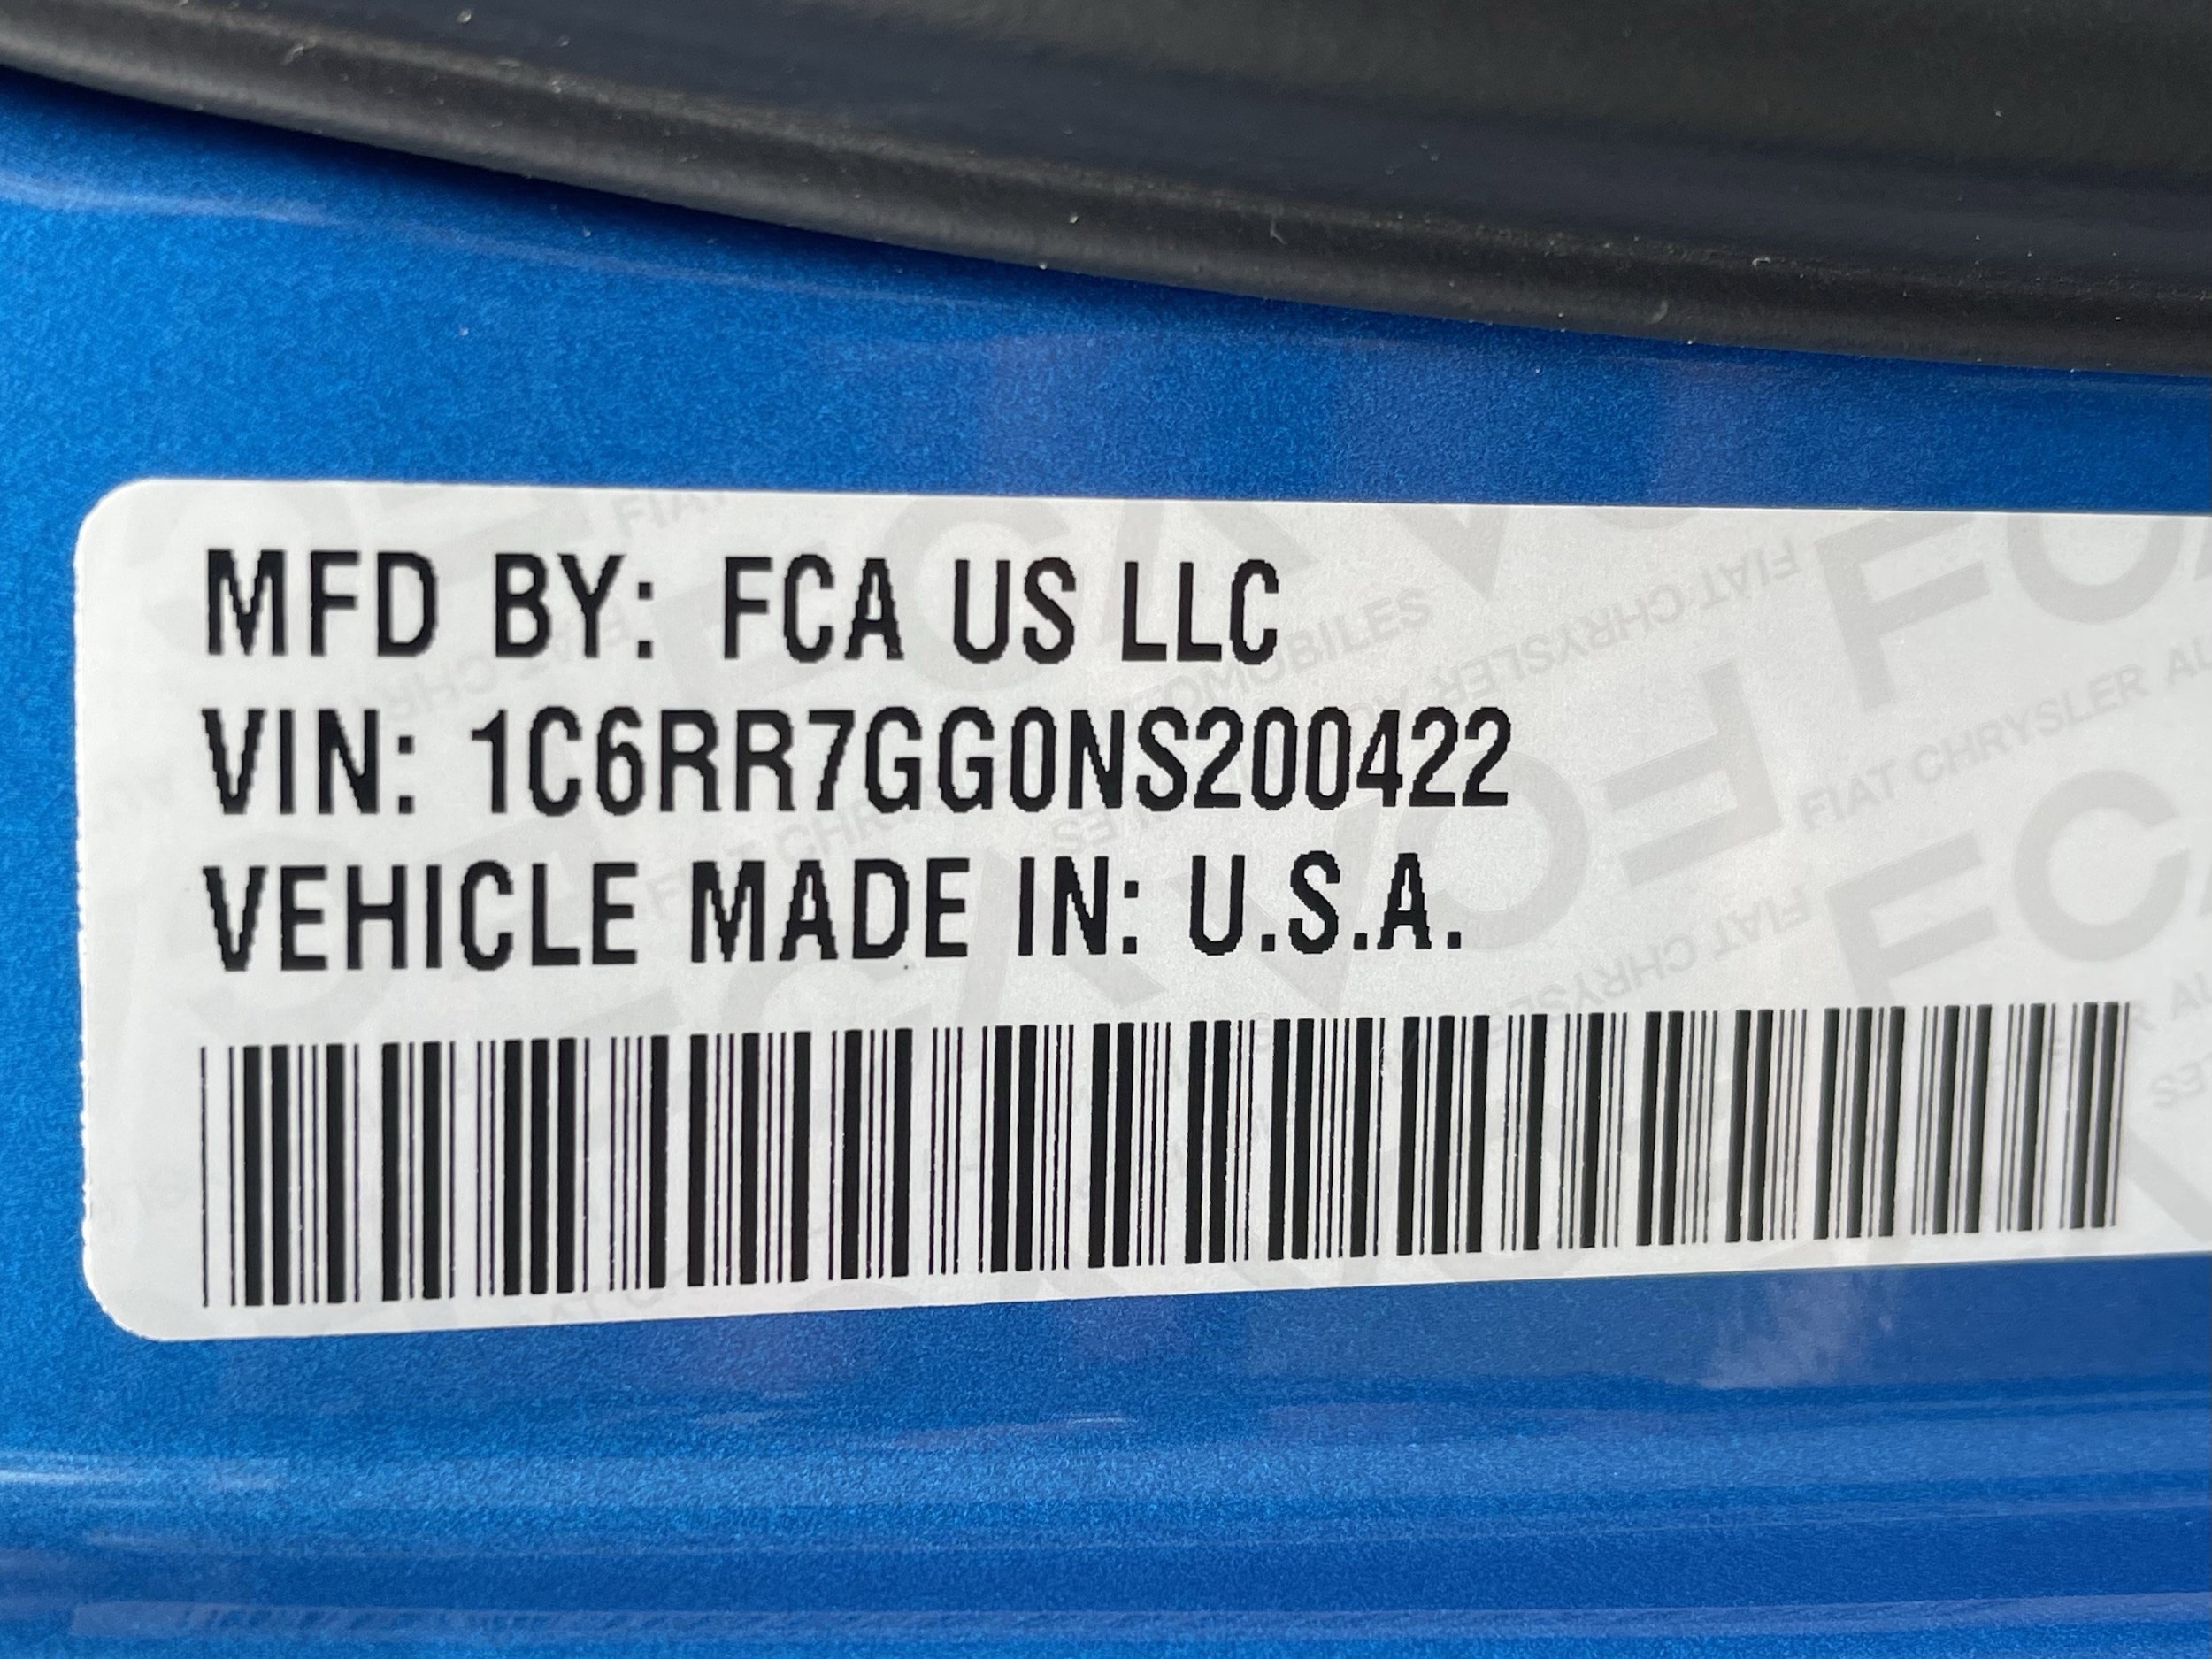 MFD BY: FCA US LLC
VIN: 1C6RR7GG0NS200422
VEHICLE MADE IN: U.S.A.